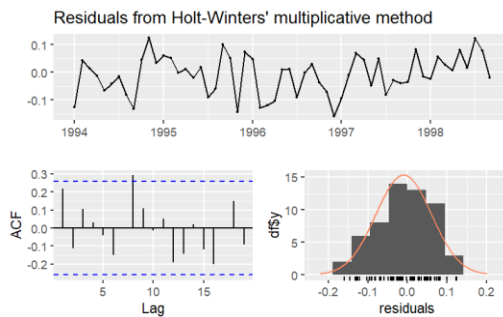 Residuals from Holt-Winters' multiplicative method
0.1
0.0
-0.1
1994 1995 1996 1997 1998
ACF
0.3
0.2
0.1
0.0
-0.1
-0.2
5 10 15
Lag
df$y
15
10
5
0
-0.2 -0.1 0.0 0.1 0.2
residuals